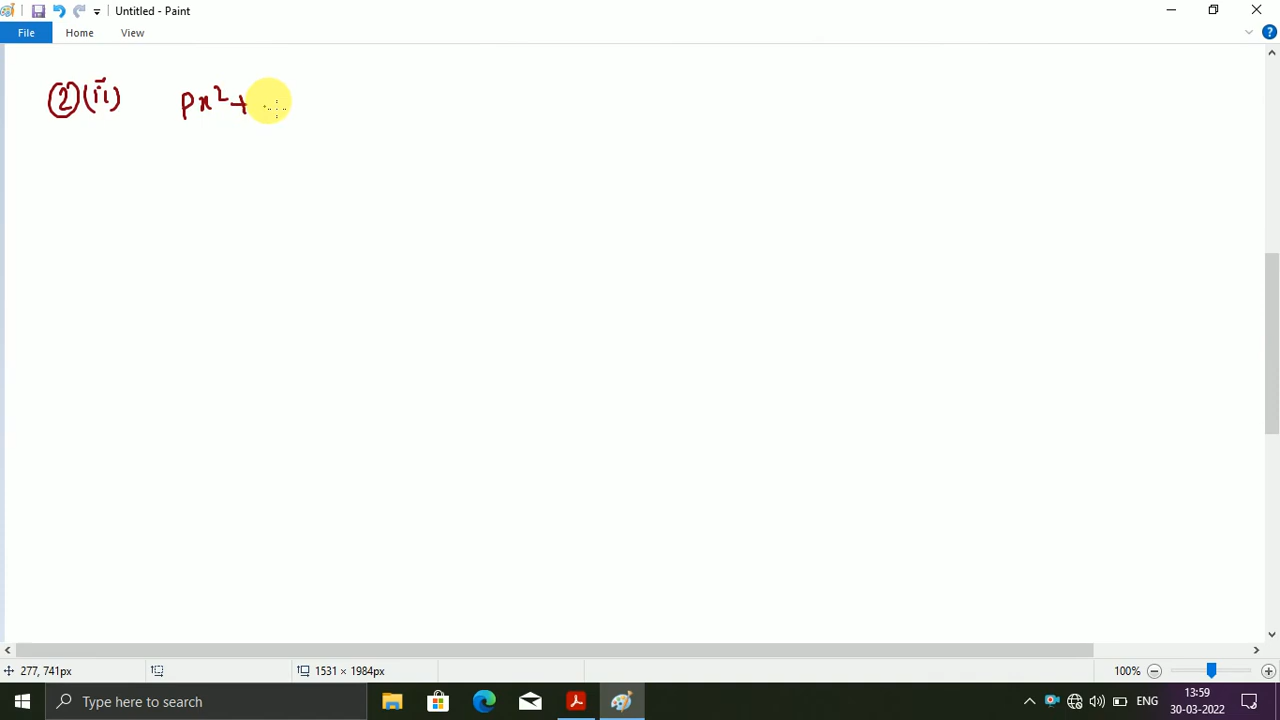 Untitled - Paint
File Home View
②(ii) px²+
277, 741px 1531 × 1984px 100%
Type here to search
ENG
13:59
30-03-2022